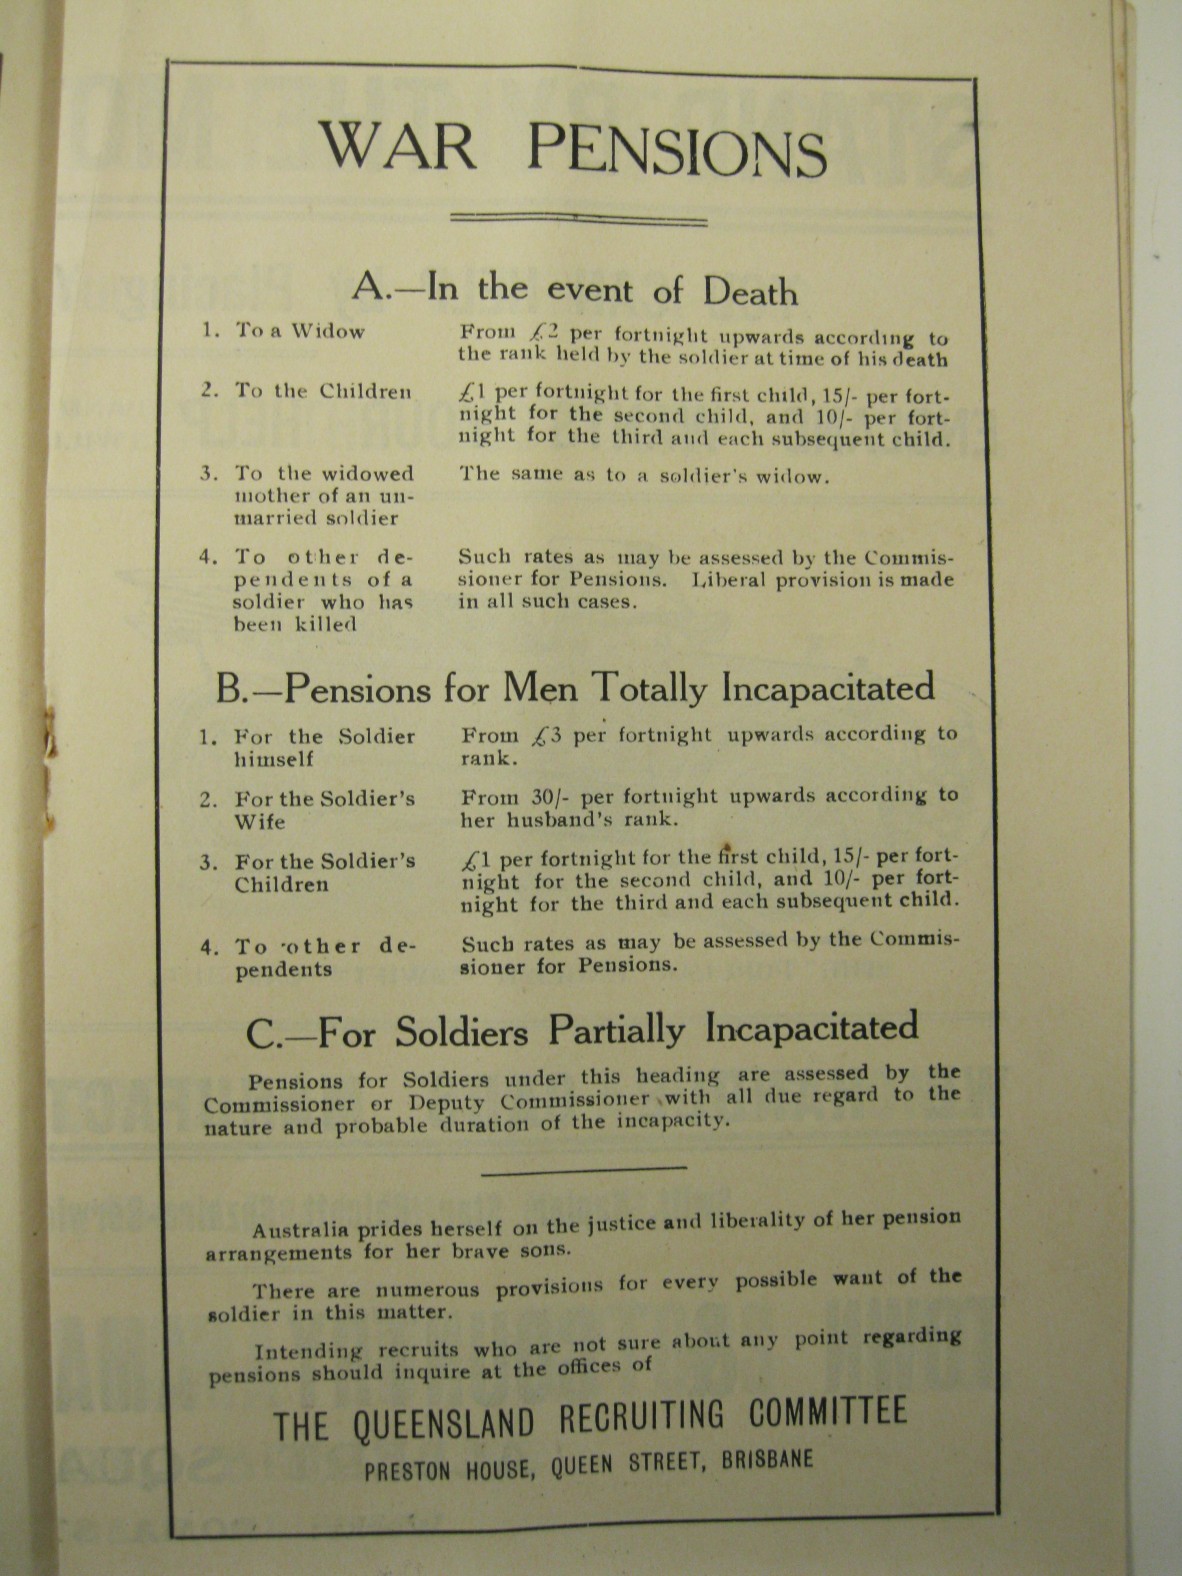 WAR PENSIONS
A.—In the event of Death
1. To a Widow
From £2 per fortnight upwards according to
the rank held by the soldier at time of his death
2. To the Children
£1 per fortnight for the first child, 15/- per fort-
night for the second child, and 10/- per fort-
night for the third and each subsequent child.
3. To the widowed
mother of an un-
married soldier
The same as to a soldier's widow.
4. To other de-
pendents of a
soldier who has
been killed
Such rates as may be assessed by the Commis-
sioner for Pensions. Liberal provision is made
in all such cases.
B.—Pensions for Men Totally Incapacitated
1. For the Soldier
himself
From £3 per fortnight upwards according to
rank.
2. For the Soldier's
Wife
From 30/- per fortnight upwards according to
her husband's rank.
3. For the Soldier's
Children
£1 per fortnight for the first child, 15/- per fort-
night for the second child, and 10/- per fort-
night for the third and each subsequent child.
4. To other de-
pendents
Such rates as may be assessed by the Commis-
sioner for Pensions.
C.—For Soldiers Partially Incapacitated
Pensions for Soldiers under this heading are assessed by the
Commissioner or Deputy Commissioner with all due regard to the
nature and probable duration of the incapacity.
Australia prides herself on the justice and liberality of her pension
arrangements for her brave sons.
There are numerous provisions for every possible want of the
soldier in this matter.
Intending recruits who are not sure about any point regarding
pensions should inquire at the offices of
THE QUEENSLAND RECRUITING COMMITTEE
PRESTON HOUSE, QUEEN STREET, BRISBANE